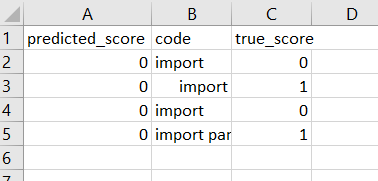 A B C D
1 predicted_score code true_score
2 0 import 0
3 0 import 1
4 0 import 0
5 0 import par 1
6
7